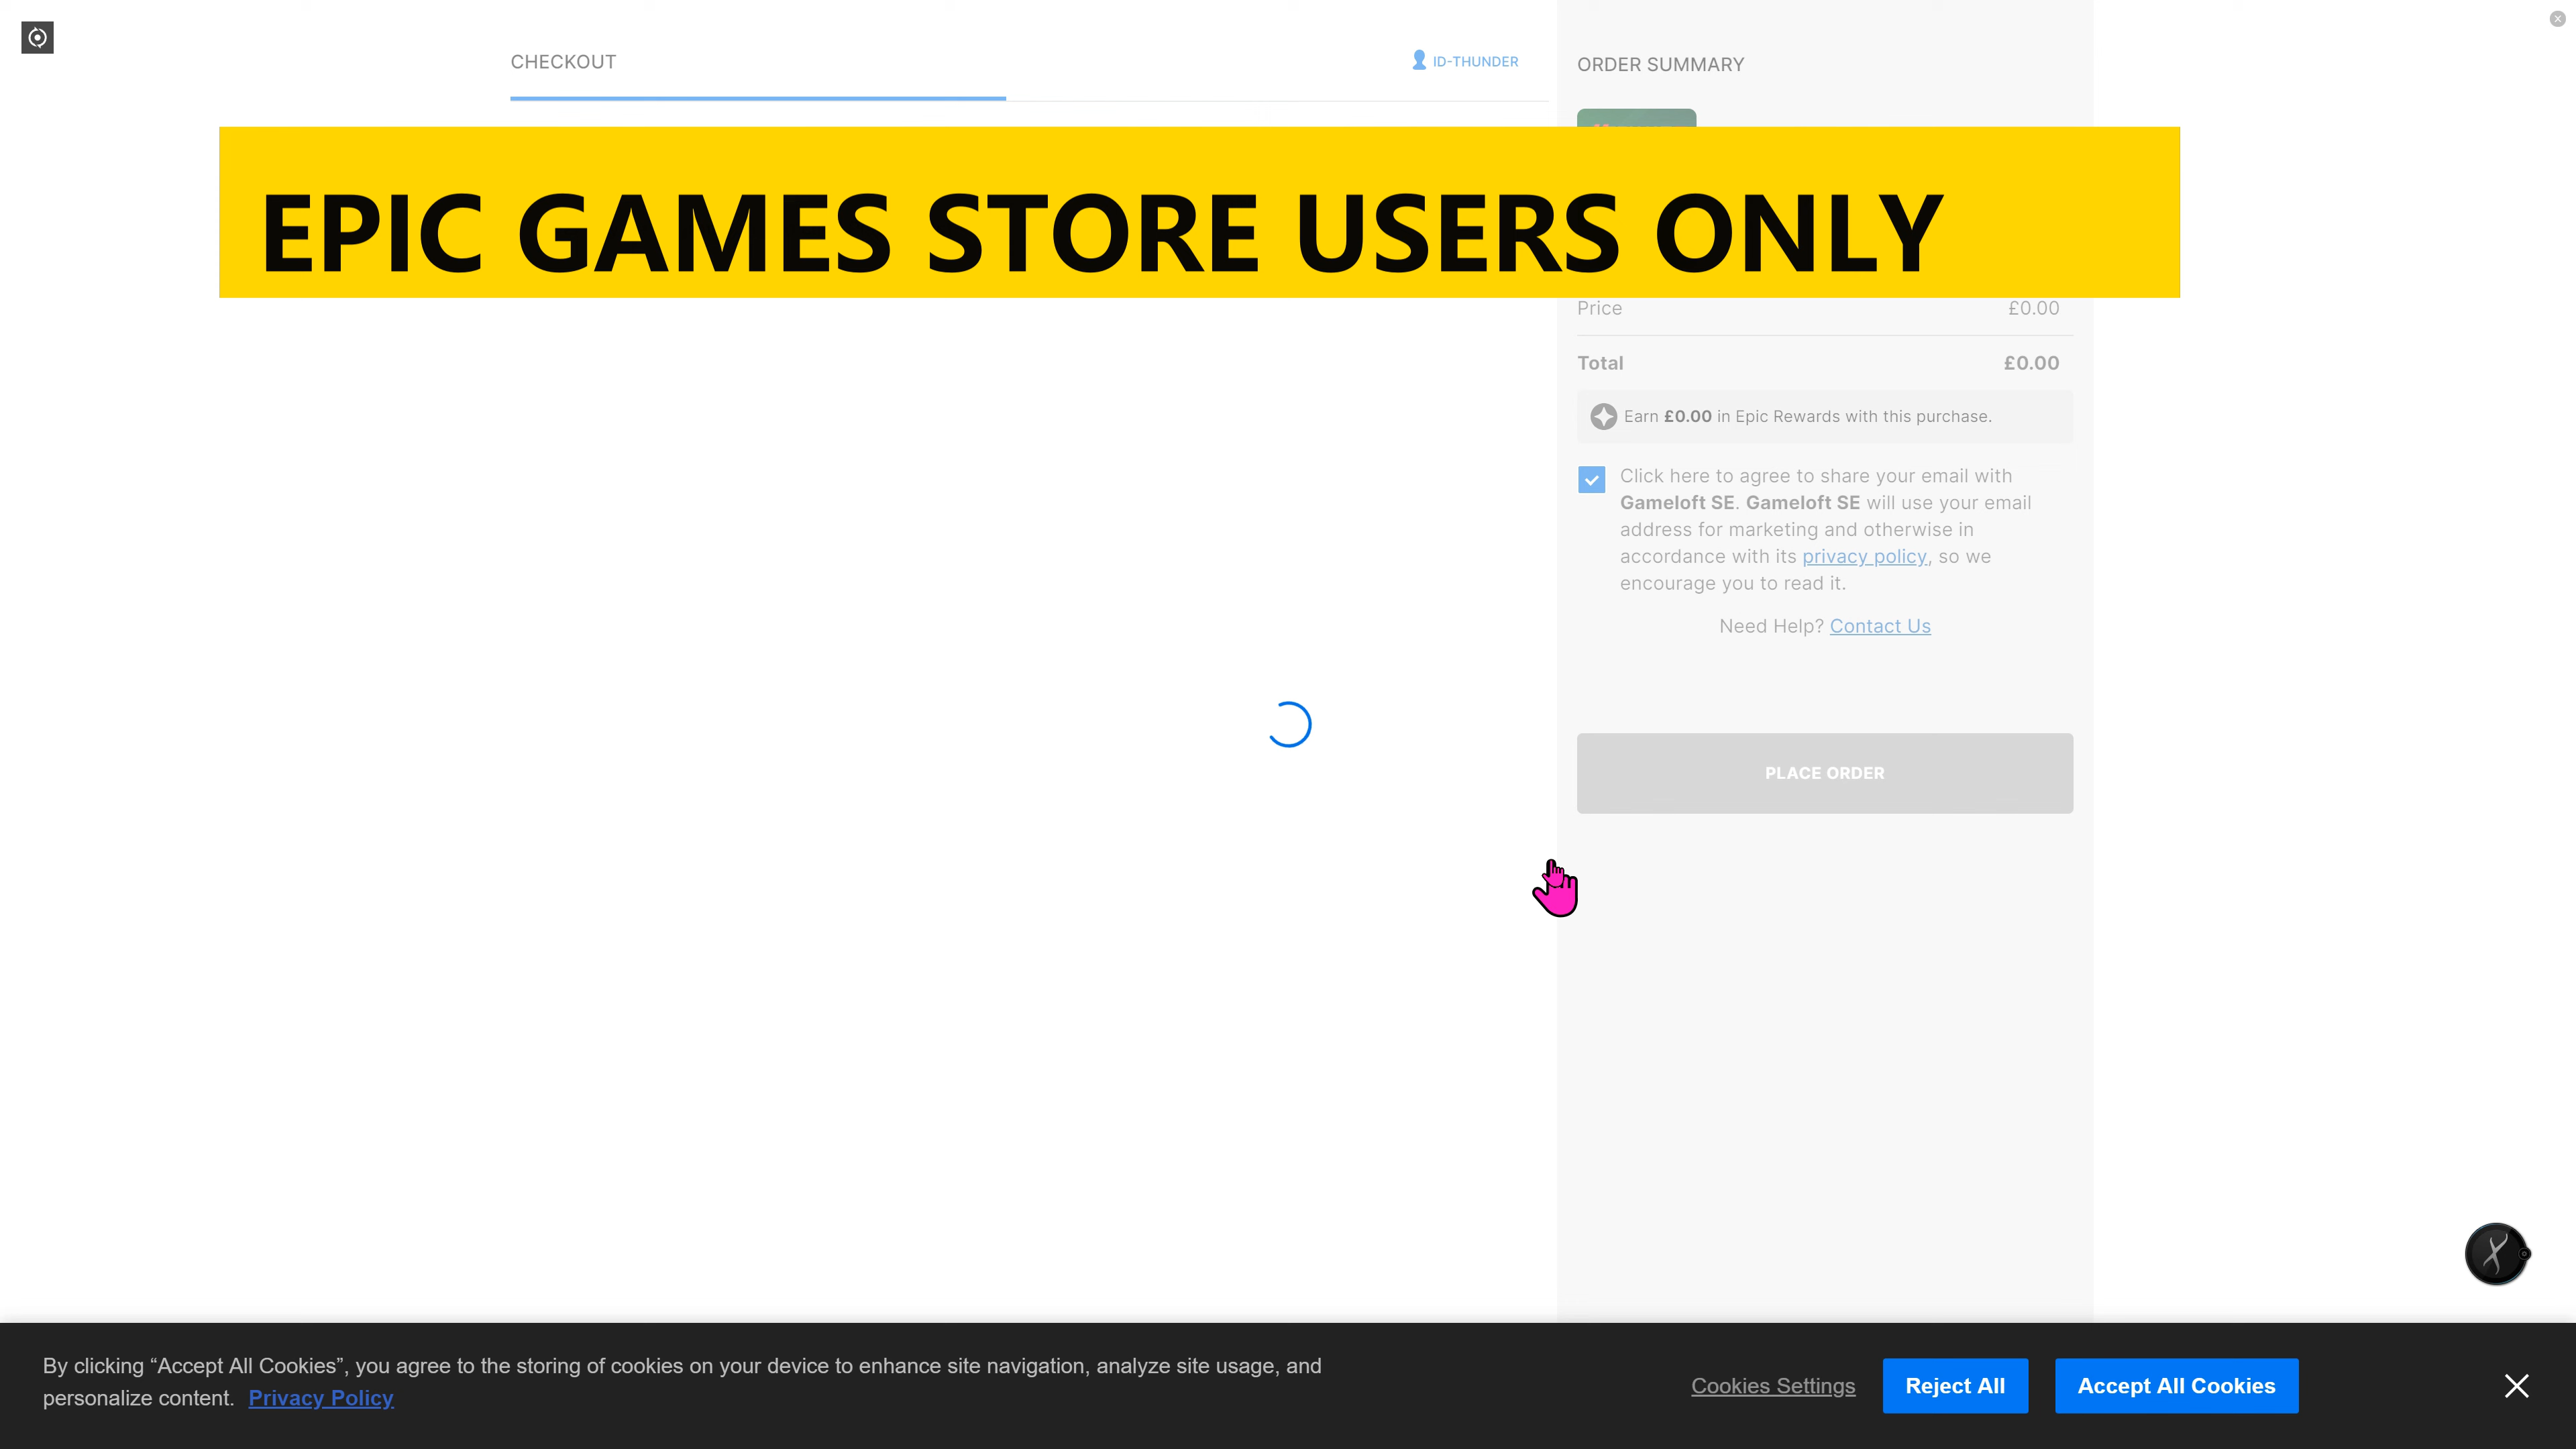 CHECKOUT
ID-THUNDER
ORDER SUMMARY
EPIC GAMES STORE USERS ONLY
Price £0.00
Total £0.00
Earn £0.00 in Epic Rewards with this purchase.
Click here to agree to share your email with
Gameloft SE. Gameloft SE will use your email
address for marketing and otherwise in
accordance with its privacy policy, so we
encourage you to read it.
Need Help? Contact Us
PLACE ORDER
By clicking “Accept All Cookies”, you agree to the storing of cookies on your device to enhance site navigation, analyze site usage, and
personalize content. Privacy Policy
Cookies Settings
Reject All
Accept All Cookies